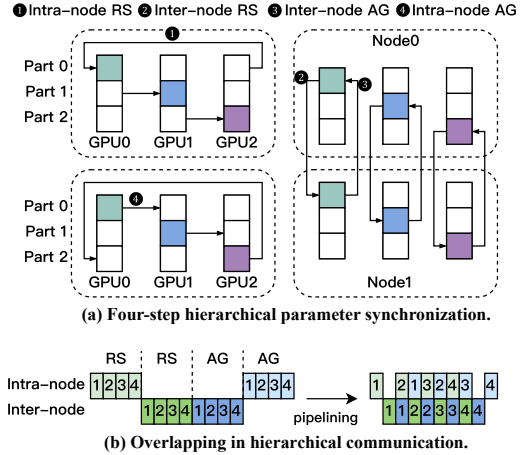 ❶Intra-node RS ❷Inter-node RS ❸Inter-node AG ❹Intra-node AG
❶
Part 0
Part 1
Part 2
GPU0 GPU1 GPU2
Node0
❷
❸
Part 0
Part 1
Part 2
❹
GPU0 GPU1 GPU2
Node1
(a) Four-step hierarchical parameter synchronization.
RS RS AG AG
Intra-node 1 2 3 4 1 2 3 4
Inter-node 1 2 3 4 1 2 3 4
pipelining
1 2 1 3 2 4 3 4
1 1 2 2 3 3 4 4
(b) Overlapping in hierarchical communication.